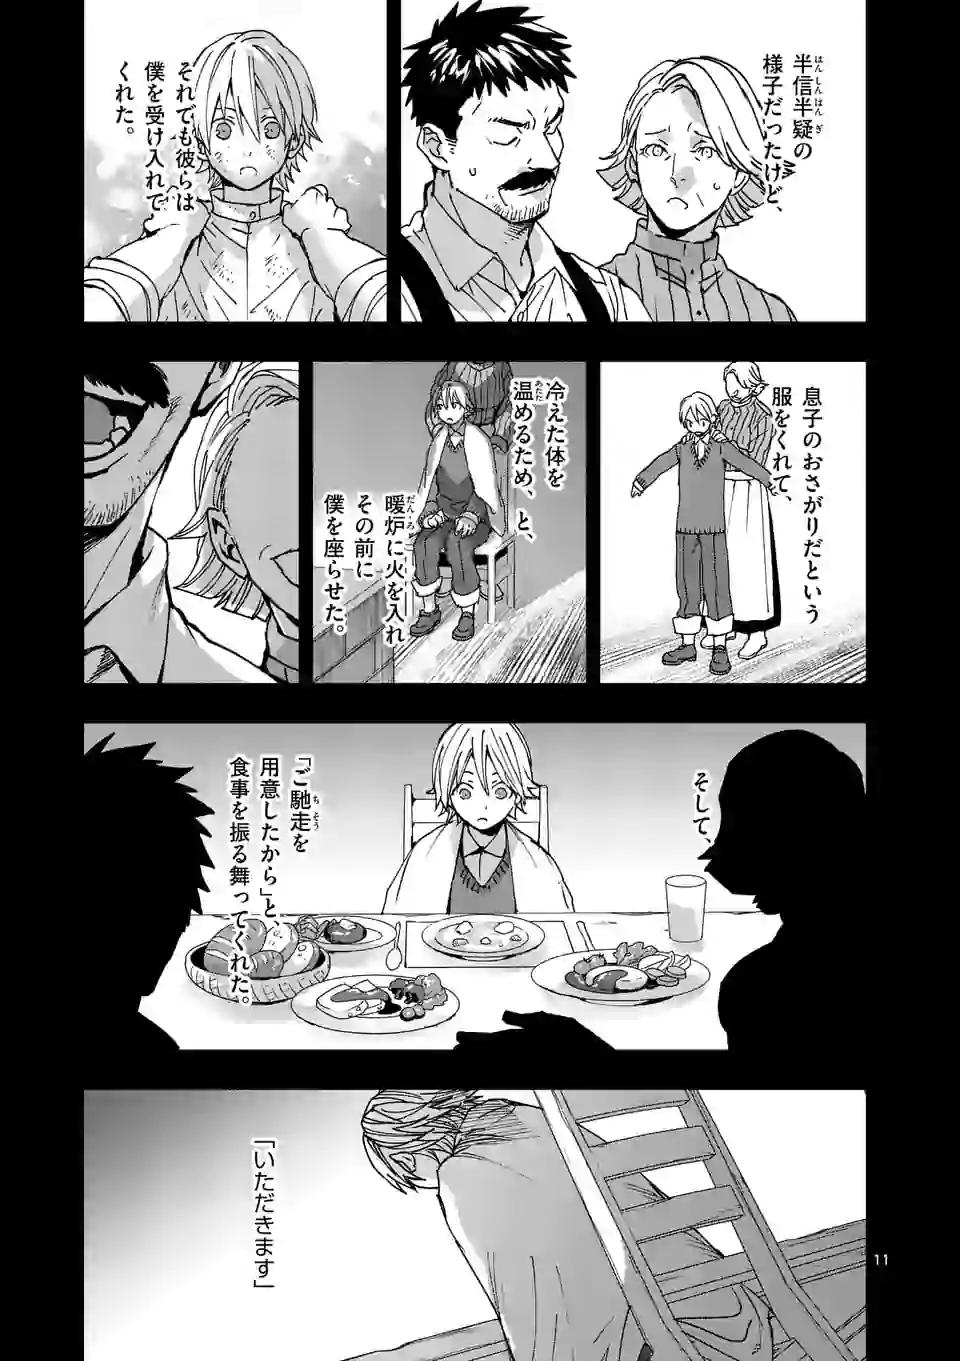 半信半疑の
様子だったけど、
それでも彼らは
僕を受け入れて
くれた。
息子のおさがりだという
服をくれて、
冷えた体を
温めるため、と、
暖炉に火を入れ
その前に
僕を座らせた。
そして、
「ご馳走を
用意したから」と、
食事を振る舞ってくれた。
「いただきます」
11